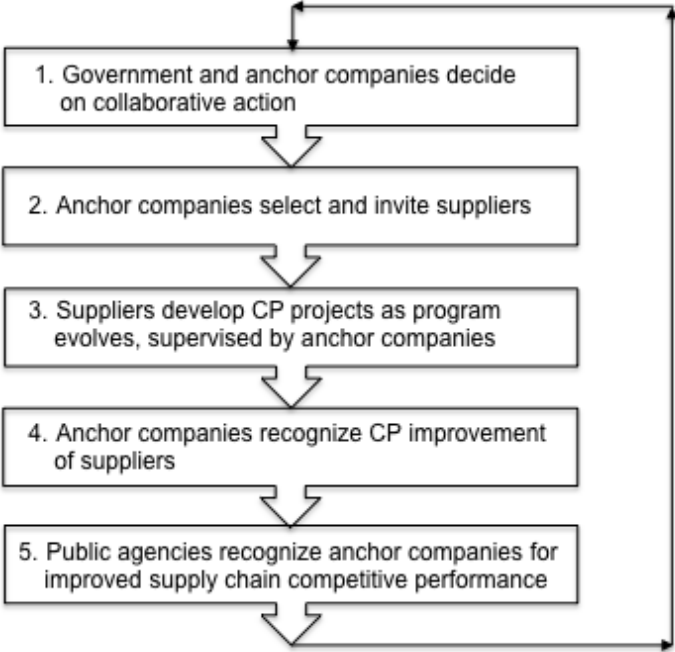 1. Government and anchor companies decide
on collaborative action
2. Anchor companies select and invite suppliers
3. Suppliers develop CP projects as program
evolves, supervised by anchor companies
4. Anchor companies recognize CP improvement
of suppliers
5. Public agencies recognize anchor companies for
improved supply chain competitive performance